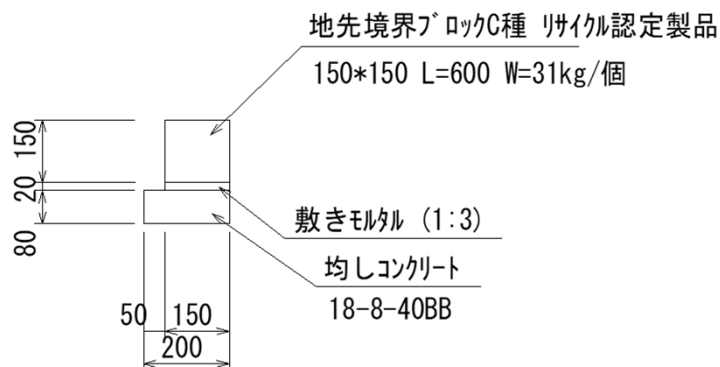 地先境界ﾌﾞﾛｯｸC種 ﾘｻｲｸﾙ認定製品
150*150 L=600 W=31kg/個
150
20
80
敷きﾓﾙﾀﾙ (1:3)
均しｺﾝｸﾘｰﾄ
18-8-40BB
50 150
200